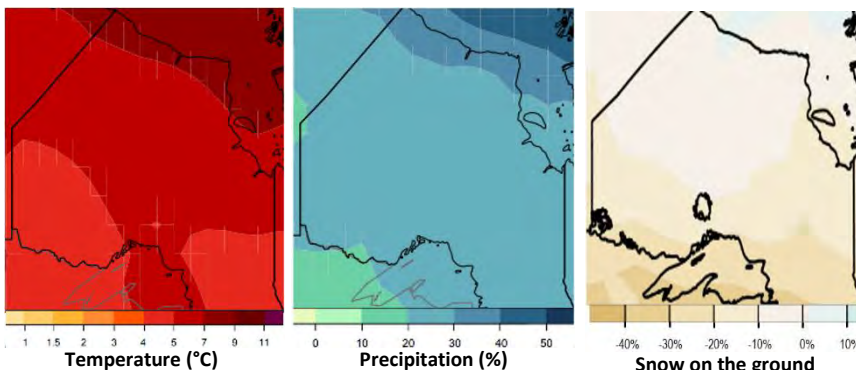 1 1.5 2 3 4 5 7 9 11
Temperature (°C)
0 10 20 30 40 50
Precipitation (%)
-40% -30% -20% -10% 0% 10%
Snow on the ground